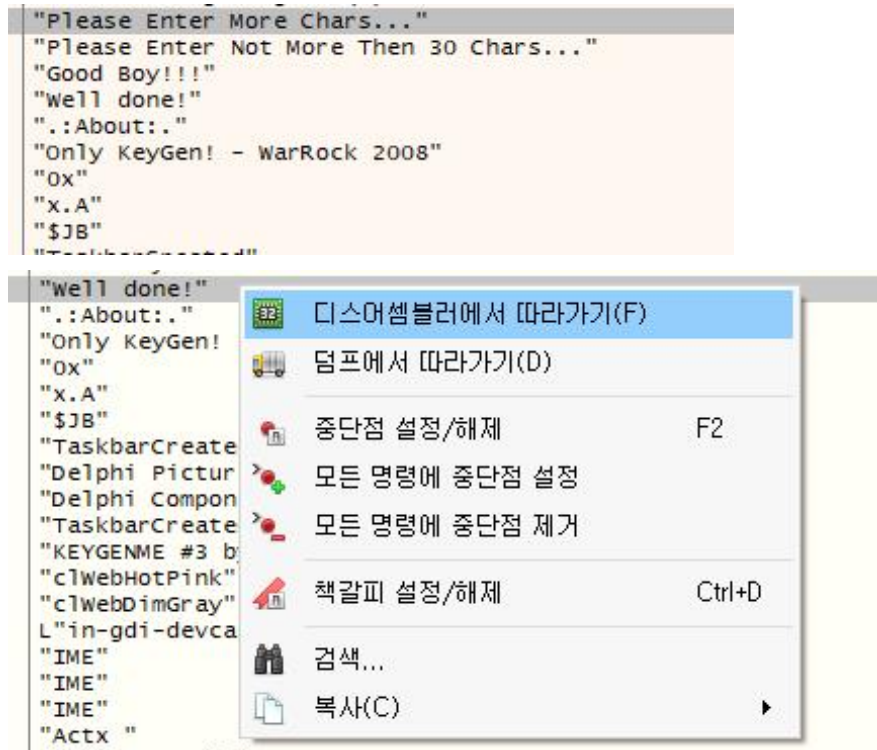 "Please Enter More Chars..."
"Please Enter Not More Then 30 Chars..."
"Good Boy!!!"
"Well done!"
".:About:."
"Only KeyGen! - WarRock 2008"
"0x"
"x.A"
"$JB"
"TaskbarCreated"
"Well done!"
".:About:."
"Only KeyGen!
"0x"
"x.A"
"$JB"
"TaskbarCreate
"Delphi Pictur
"Delphi Compon
"TaskbarCreate
"KEYGENME #3 b
"clWebHotPink"
"clWebDimGray"
L"in-gdi-devca
"IME"
"IME"
"IME"
"Actx "
32
디스어셈블러에서 따라가기(F)
덤프에서 따라가기(D)
중단점 설정/해제 F2
모든 명령에 중단점 설정
모든 명령에 중단점 제거
책갈피 설정/해제 Ctrl+D
검색...
복사(C)